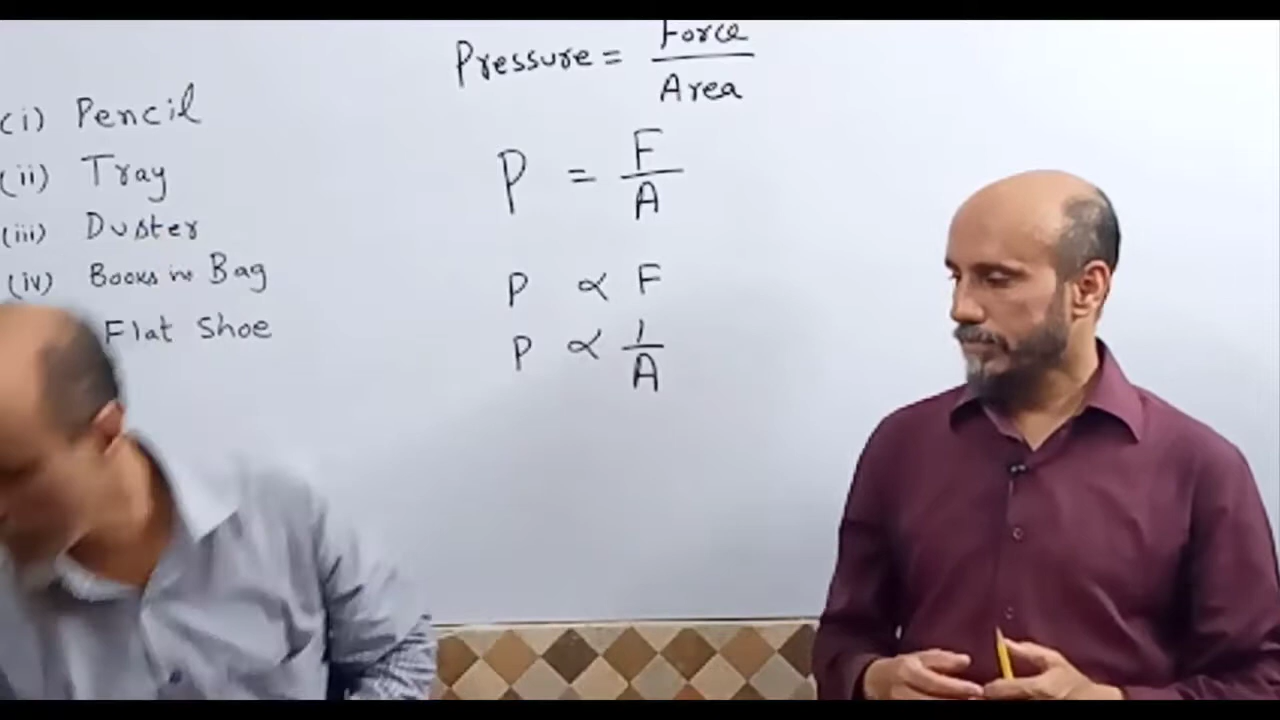 Pressure = Force / Area
P = F / A
P ∝ F
P ∝ 1 / A
(i) Pencil
(ii) Tray
(iii) Duster
(iv) Books in Bag
Flat Shoe